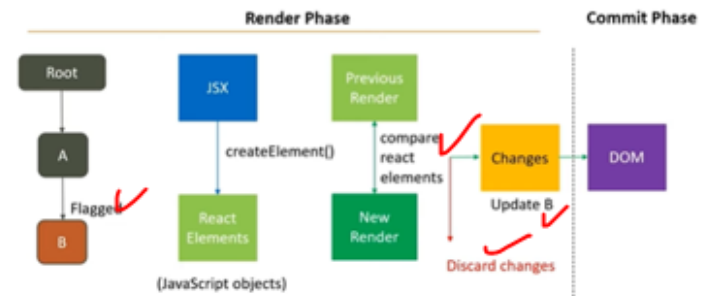 Render Phase
Commit Phase
Root
A
Flagged
B
JSX
createElement()
React
Elements
(JavaScript objects)
Previous
Render
compare
react
elements
New
Render
Changes
Update B
Discard changes
DOM